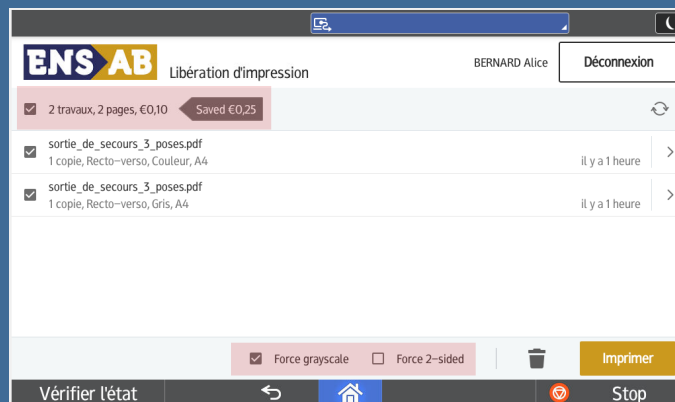 ENSAB
Libération d'impression
BERNARD Alice
Déconnexion
2 travaux, 2 pages, €0,10
Saved €0,25
sortie_de_secours_3_poses.pdf
1 copie, Recto-verso, Couleur, A4
il y a 1 heure
sortie_de_secours_3_poses.pdf
1 copie, Recto-verso, Gris, A4
il y a 1 heure
Force grayscale
Force 2-sided
Imprimer
Vérifier l'état
Stop